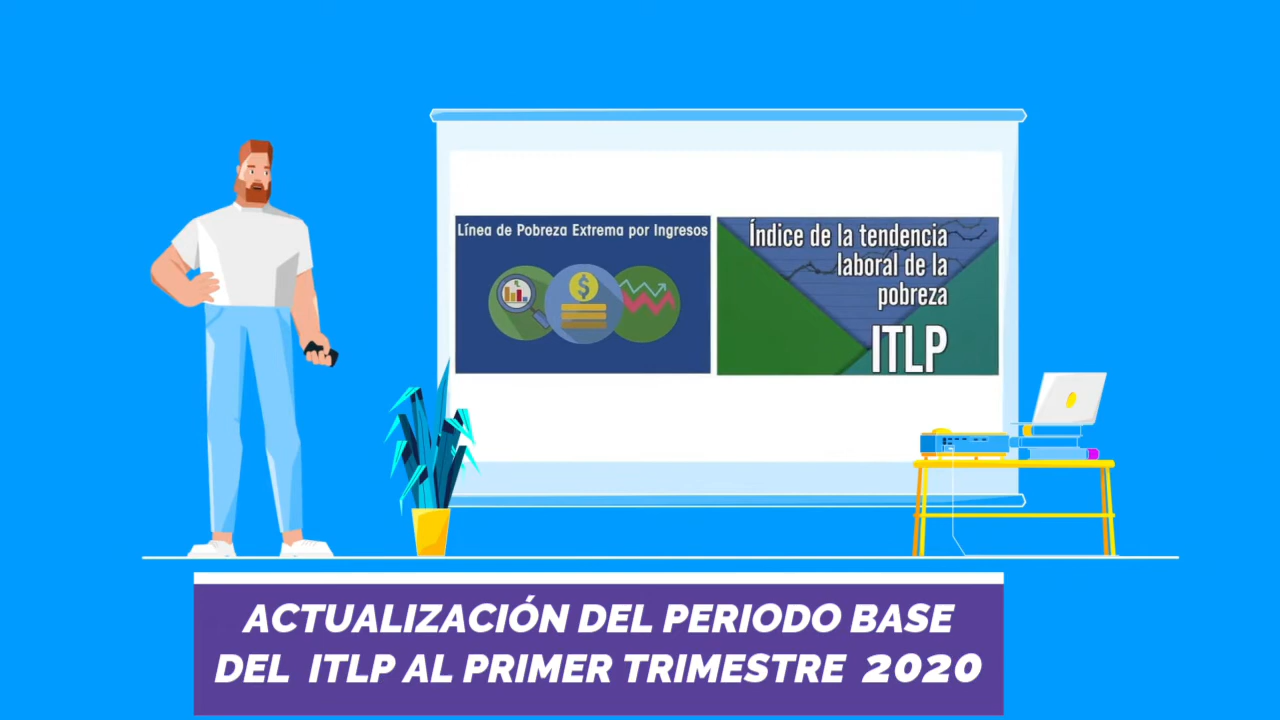 Línea de Pobreza Extrema por Ingresos
$
Índice de la tendencia
laboral de la
pobreza
ITLP
ACTUALIZACIÓN DEL PERIODO BASE
DEL ITLP AL PRIMER TRIMESTRE 2020